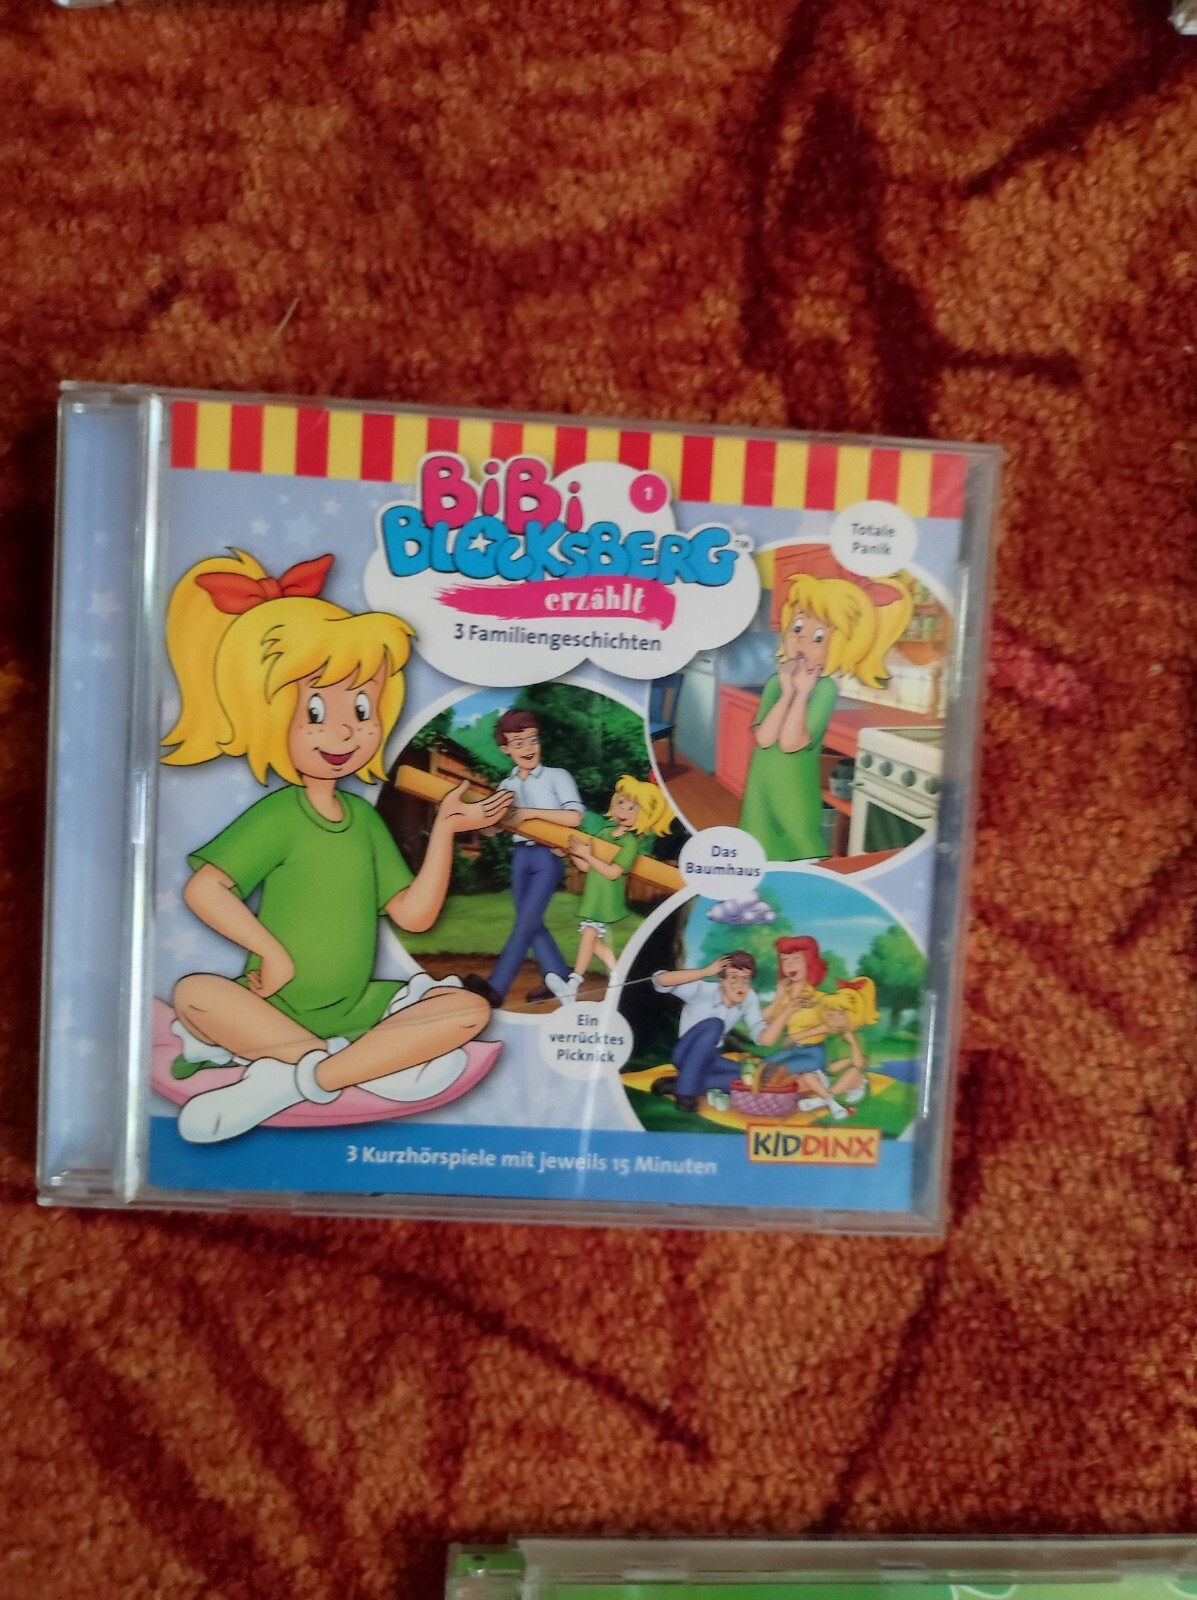 BiBi
1
BLOCKSBERG™
erzählt
3 Familiengeschichten
Totale
Panik
Das
Baumhaus
Ein
verrücktes
Picknick
KIDDINX
3 Kurzhörspiele mit jeweils 15 Minuten